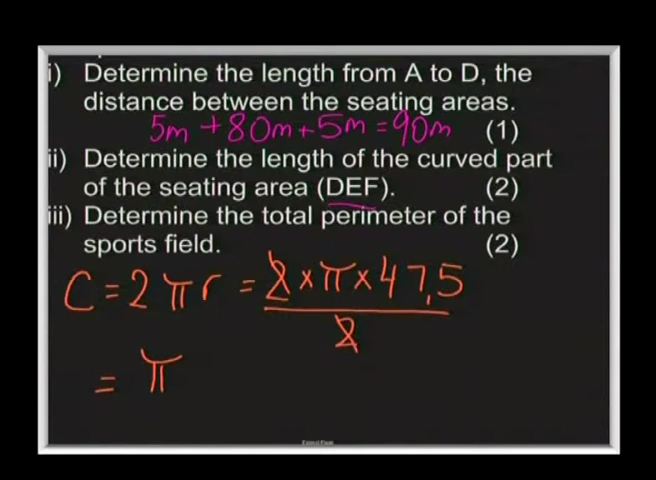 i) Determine the length from A to D, the
distance between the seating areas.
5m + 80m + 5m = 90m (1)
ii) Determine the length of the curved part
of the seating area (DEF). (2)
iii) Determine the total perimeter of the
sports field. (2)
C = 2πr = 2 × π × 47,5
2
= π